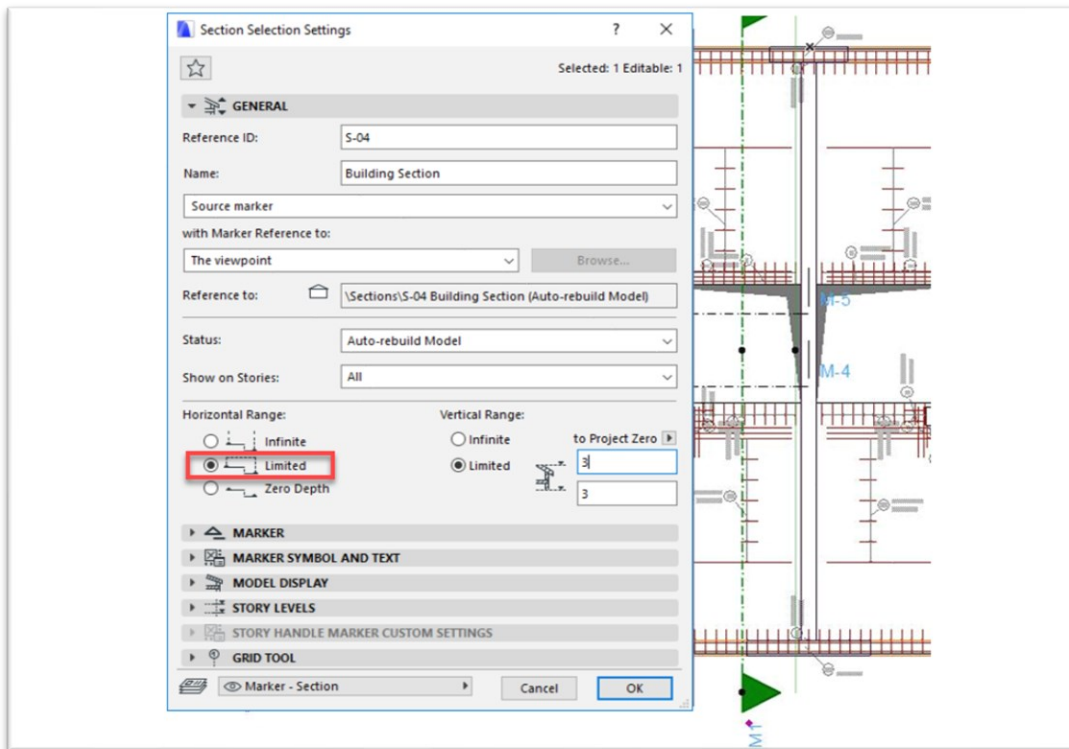 Section Selection Settings
? ×
Selected: 1 Editable: 1
GENERAL
Reference ID: S-04
Name: Building Section
Source marker
with Marker Reference to:
The viewpoint Browse...
Reference to: \Sections\S-04 Building Section (Auto-rebuild Model)
Status: Auto-rebuild Model
Show on Stories: All
Horizontal Range: Vertical Range:
Infinite Infinite to Project Zero
Limited Limited 3
Zero Depth 3
MARKER
MARKER SYMBOL AND TEXT
MODEL DISPLAY
STORY LEVELS
STORY HANDLE MARKER CUSTOM SETTINGS
GRID TOOL
Marker - Section Cancel OK
M-5
M-4
M1